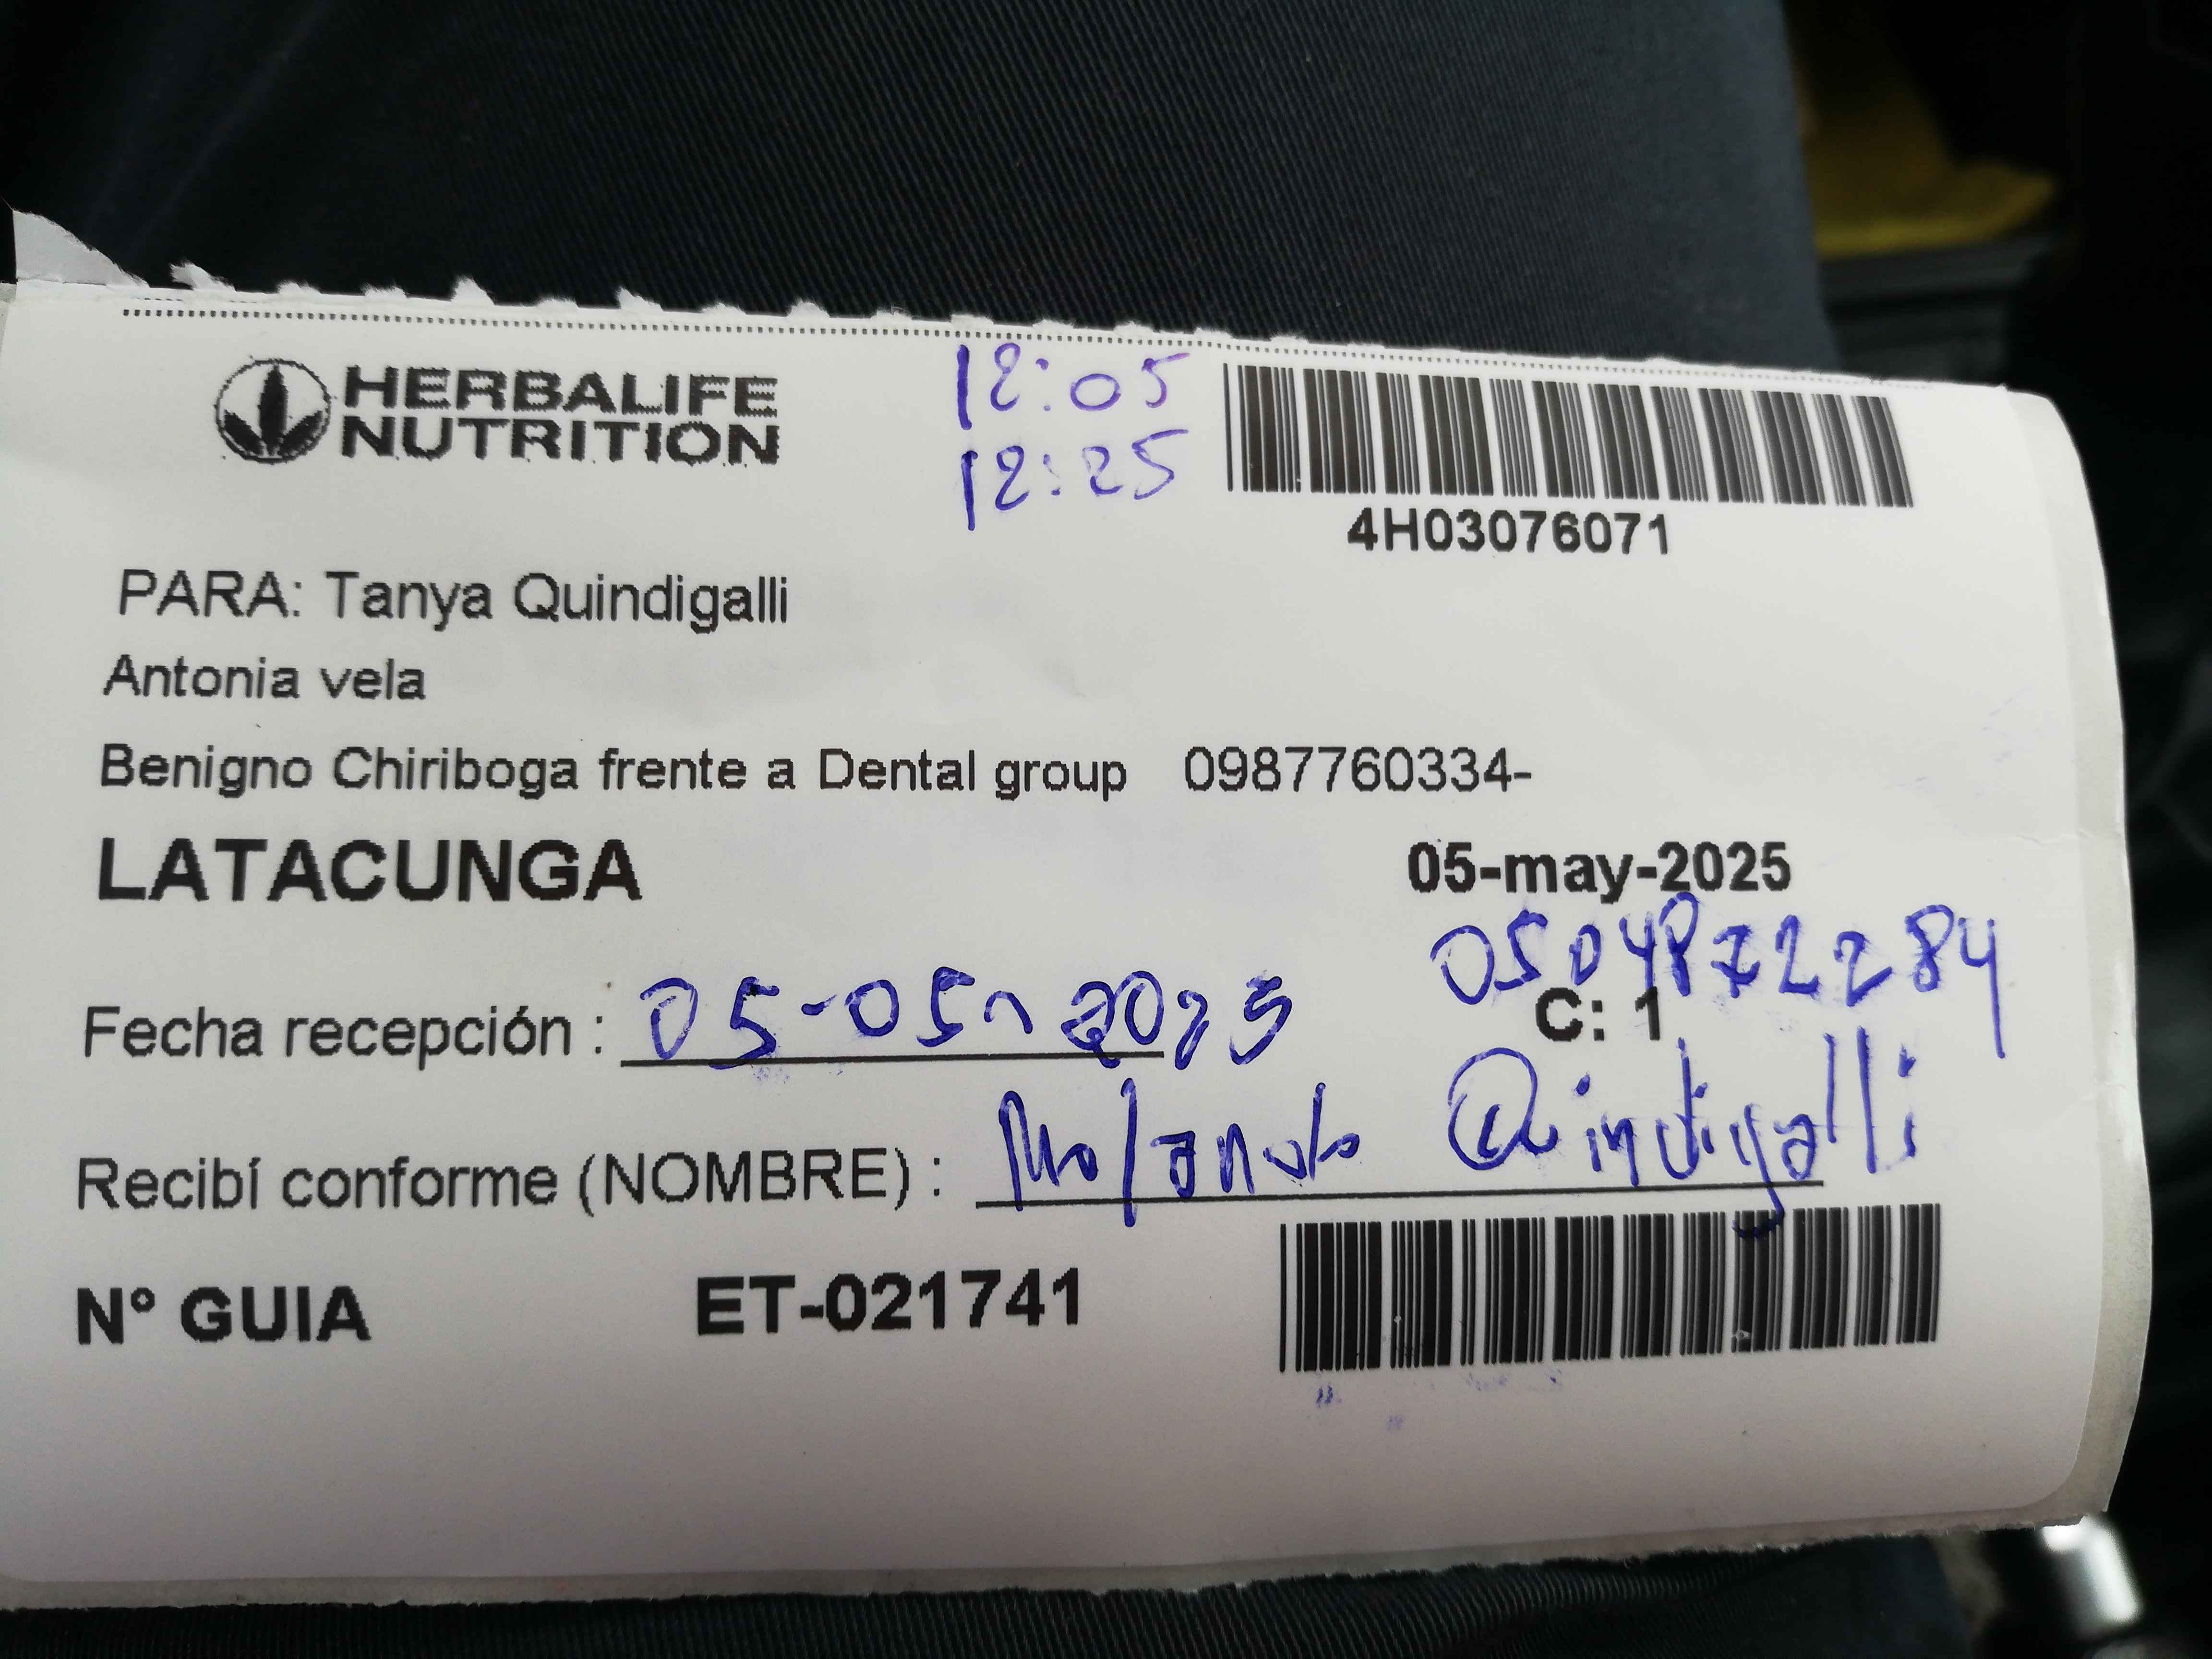 HERBALIFE
NUTRITION
12:05
12:25
4H03076071
PARA: Tanya Quindigalli
Antonia vela
Benigno Chiriboga frente a Dental group 0987760334-
LATACUNGA
05-may-2025
Fecha recepción : 05-05-2025
C: 1
Recibí conforme (NOMBRE) : Quindigalli
N° GUIA ET-021741